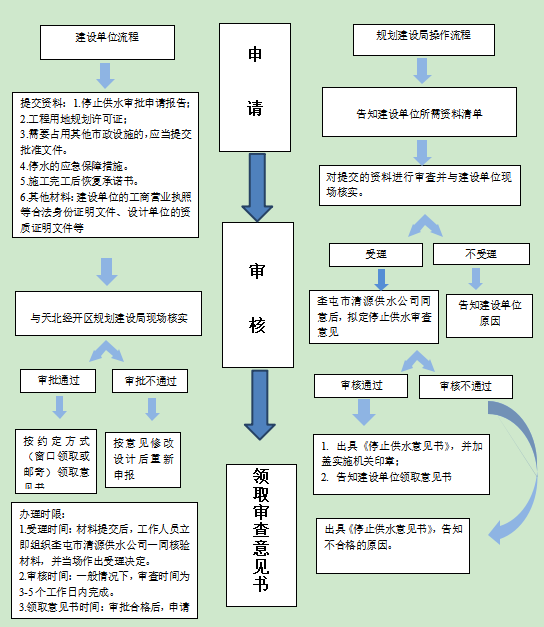 建设单位流程
提交资料：1.停止供水审批申请报告；
2.工程用地规划许可证；
3.需要占用其他市政设施的，应当提交
批准文件。
4.停水的应急保障措施。
5.施工完工后恢复承诺书。
6.其他材料：建设单位的工商营业执照
等合法身份证明文件、设计单位的资
质证明文件等
与天北经开区规划建设局现场核实
审批通过
审批不通过
按约定方式
（窗口领取或
邮寄）领取意
见书
按意见修改
设计后重新
申报
办理时限：
1.受理时间：材料提交后，工作人员立
即组织奎屯市清源供水公司一同核验
材料，并当场作出受理决定。
2.审核时间：一般情况下，审查时间为
3-5个工作日内完成。
3.领取意见书时间：审批合格后，申请
申
请
审
核
领取审查意见书
规划建设局操作流程
告知建设单位所需资料清单
对提交的资料进行审查并与建设单位现
场核实。
受理
不受理
奎屯市清源供水公司同
意后，拟定停止供水审查
意见
告知建设单位
原因
审核通过
审核不通过
1. 出具《停止供水意见书》，并加
盖实施机关印章；
2. 告知建设单位领取意见书
出具《停止供水意见书》，告知
不合格的原因。